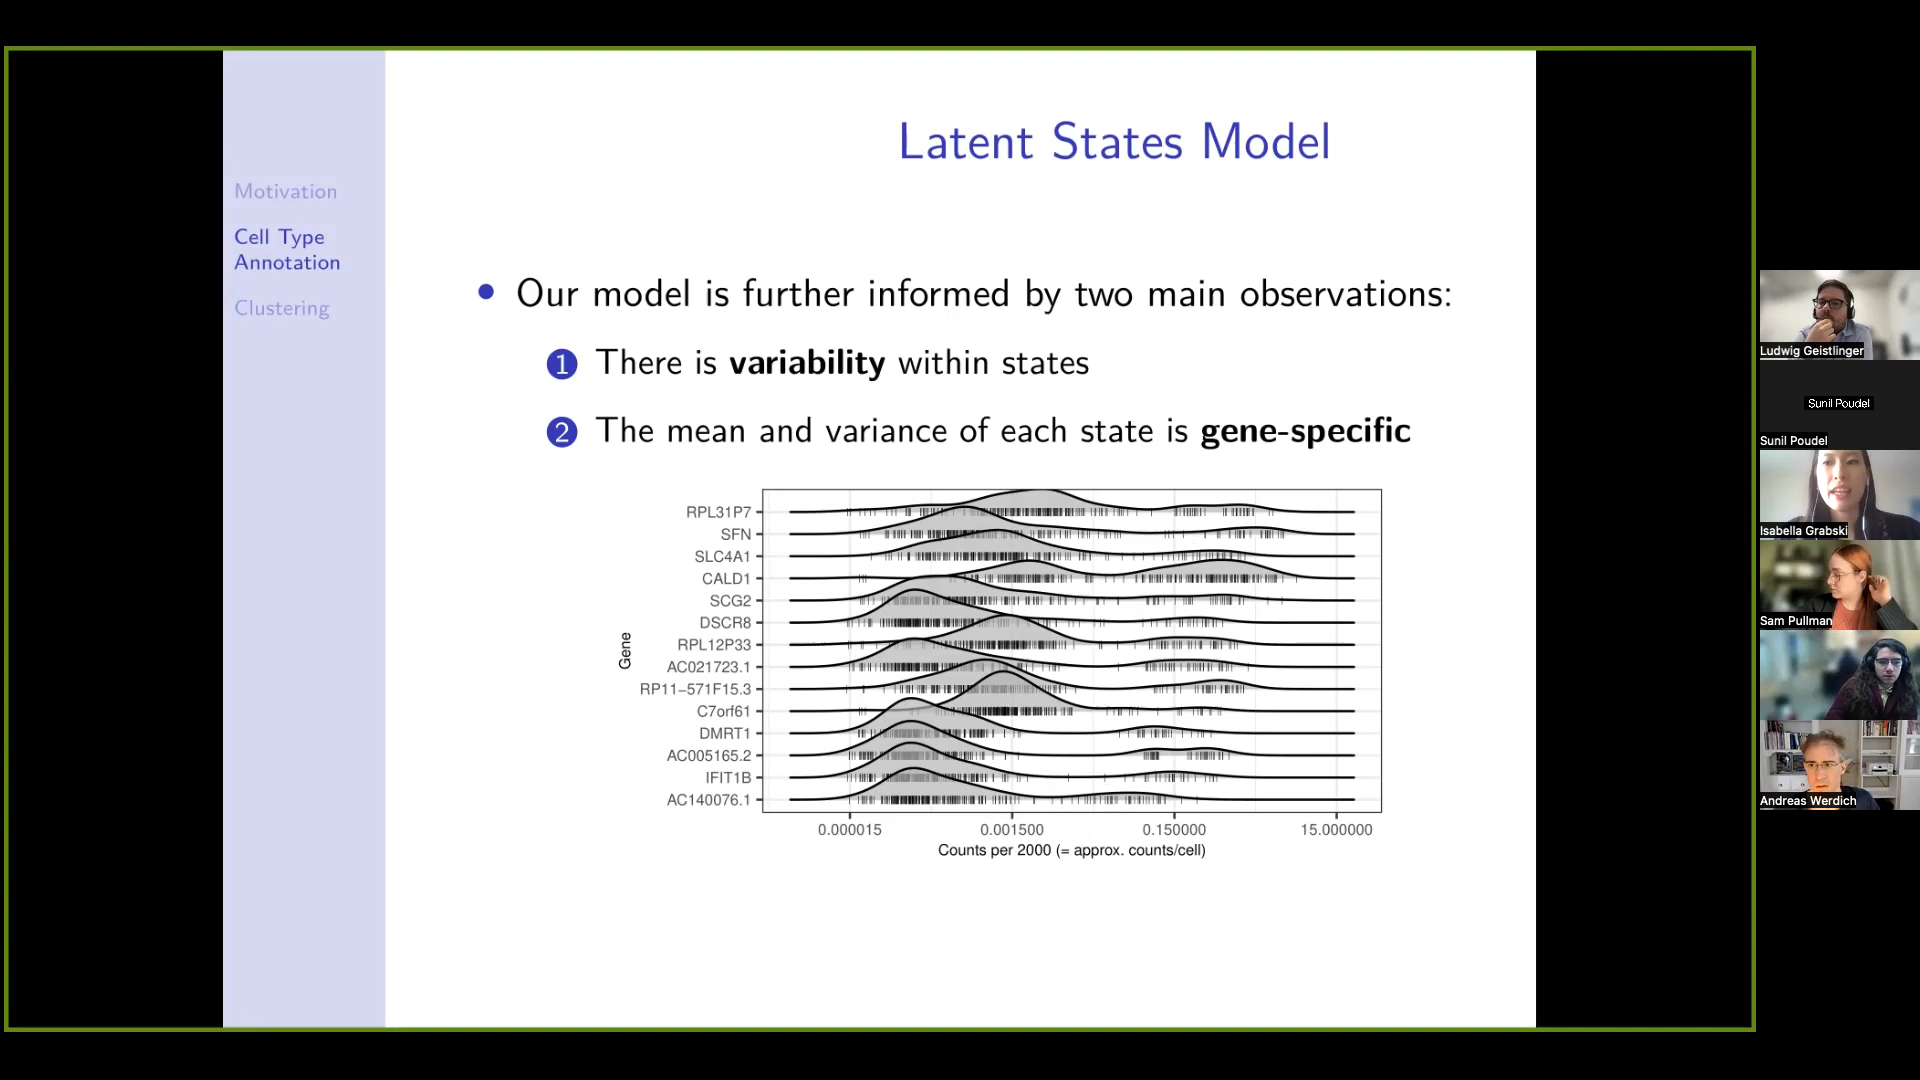 Latent States Model
Motivation
Cell Type
Annotation
Clustering
• Our model is further informed by two main observations:
1 There is variability within states
2 The mean and variance of each state is gene-specific
Gene
RPL31P7
SFN
SLC4A1
CALD1
SCG2
DSCR8
RPL12P33
AC021723.1
RP11−571F15.3
C7orf61
DMRT1
AC005165.2
IFIT1B
AC140076.1
0.000015 0.001500 0.150000 15.000000
Counts per 2000 (= approx. counts/cell)
Ludwig Geistlinger
Sunil Poudel
Sunil Poudel
Isabella Grabski
Sam Pullman
Andreas Werdich